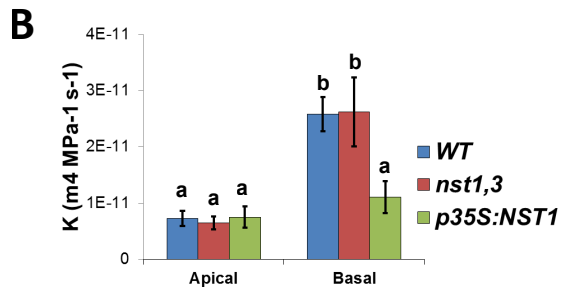 B
K (m4 MPa-1 s-1)
4E-11
3E-11
2E-11
1E-11
0
a a a
b b a
Apical Basal
WT
nst1,3
p35S:NST1